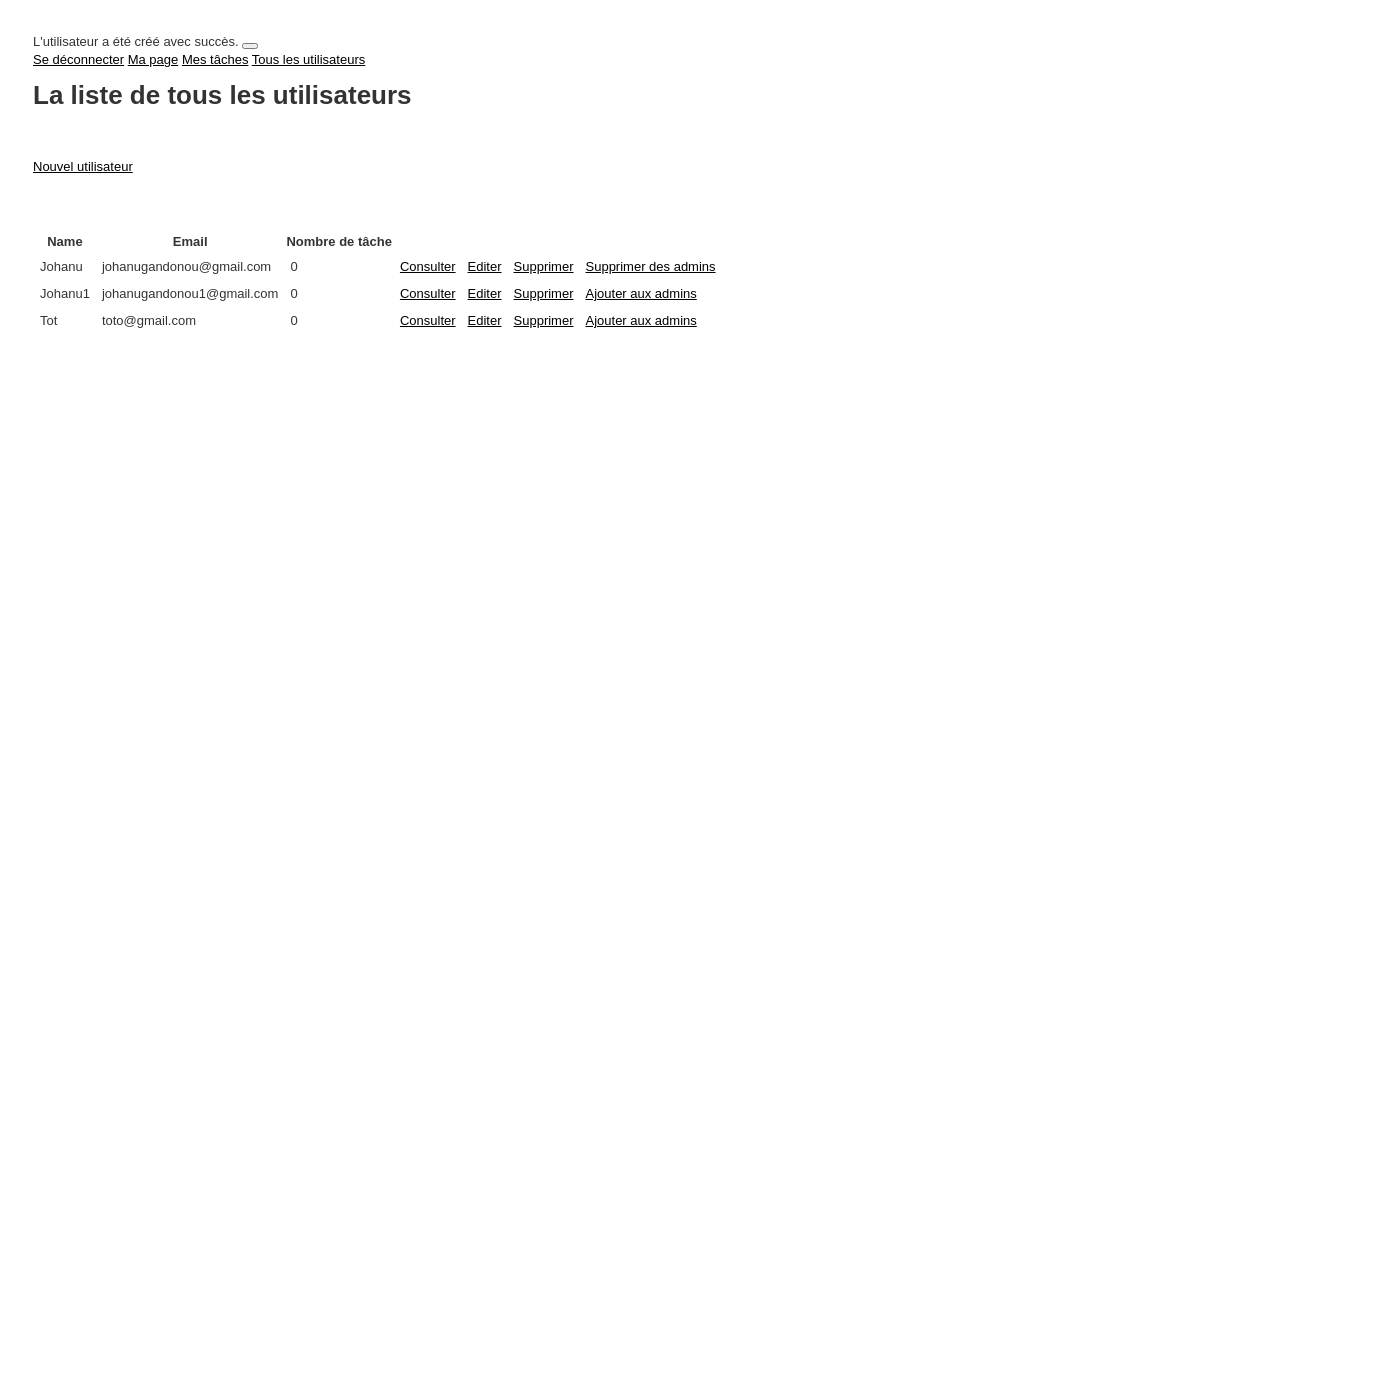 L'utilisateur a été créé avec succès.
Se déconnecter Ma page Mes tâches Tous les utilisateurs
La liste de tous les utilisateurs
Nouvel utilisateur
Name Email Nombre de tâche
Johanu johanugandonou@gmail.com 0 Consulter Editer Supprimer Supprimer des admins
Johanu1 johanugandonou1@gmail.com 0 Consulter Editer Supprimer Ajouter aux admins
Tot toto@gmail.com 0 Consulter Editer Supprimer Ajouter aux admins